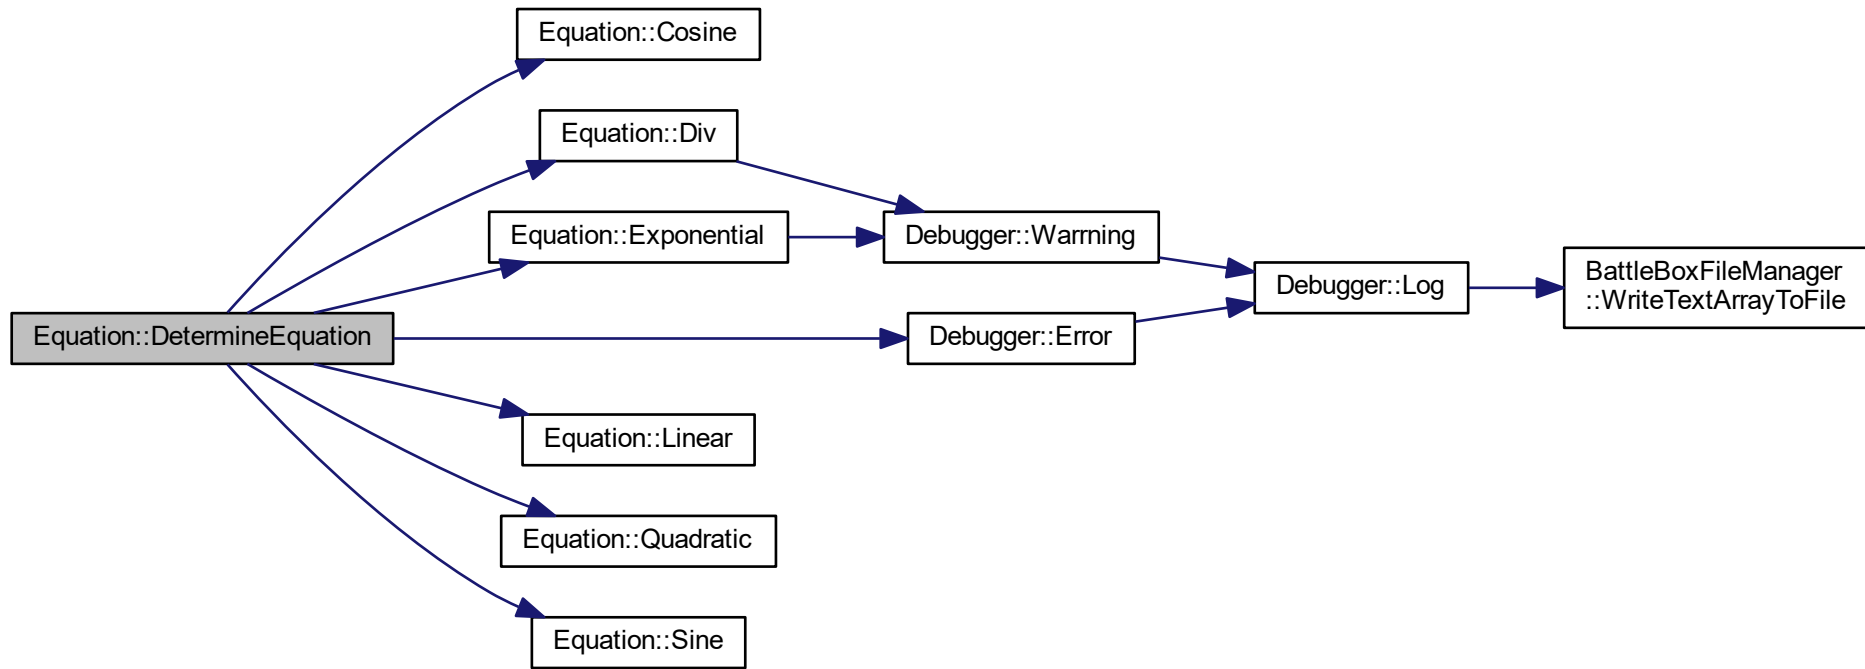 Equation::Cosine
Equation::Div
Equation::Exponential
Debugger::Warrning
BattleBoxFileManager
::WriteTextArrayToFile
Debugger::Log
Equation::DetermineEquation
Debugger::Error
Equation::Linear
Equation::Quadratic
Equation::Sine